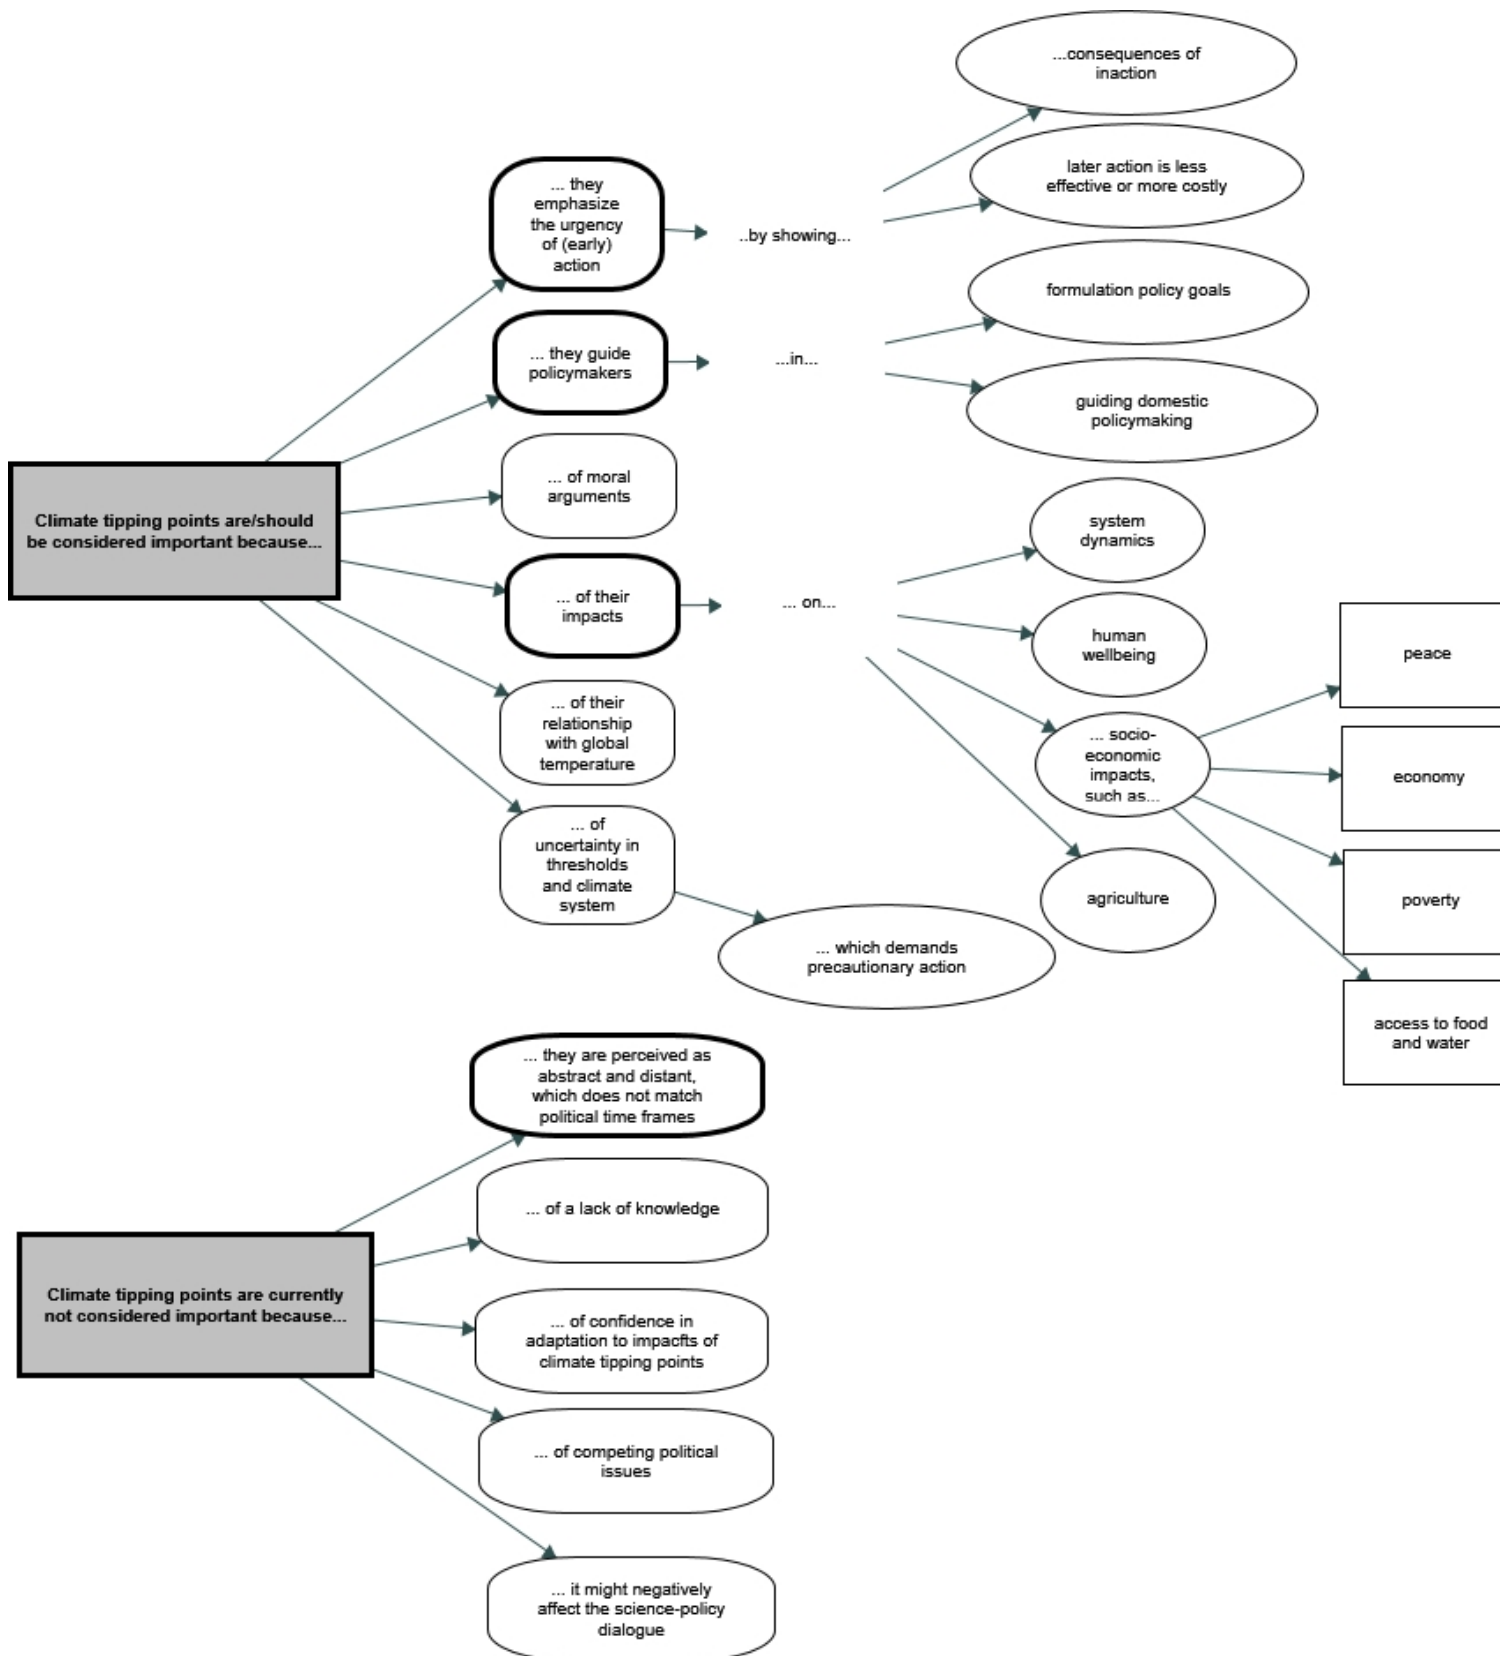 ...consequences of
inaction
later action is less
effective or more costly
... they
emphasize
the urgency
of (early)
action
..by showing...
formulation policy goals
... they guide
policymakers
...in...
guiding domestic
policymaking
... of moral
arguments
Climate tipping points are/should
be considered important because...
system
dynamics
... of their
impacts
... on...
human
wellbeing
peace
... of their
relationship
with global
temperature
... socio-
economic
impacts,
such as...
economy
... of
uncertainty in
thresholds
and climate
system
agriculture
poverty
... which demands
precautionary action
access to food
and water
... they are perceived as
abstract and distant,
which does not match
political time frames
... of a lack of knowledge
Climate tipping points are currently
not considered important because...
... of confidence in
adaptation to impacfts of
climate tipping points
... of competing political
issues
... it might negatively
affect the science-policy
dialogue